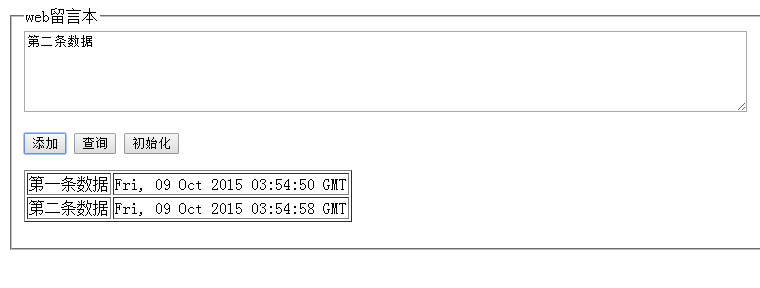 web留言本
第二条数据
添加 查询 初始化
第一条数据 Fri, 09 Oct 2015 03:54:50 GMT
第二条数据 Fri, 09 Oct 2015 03:54:58 GMT